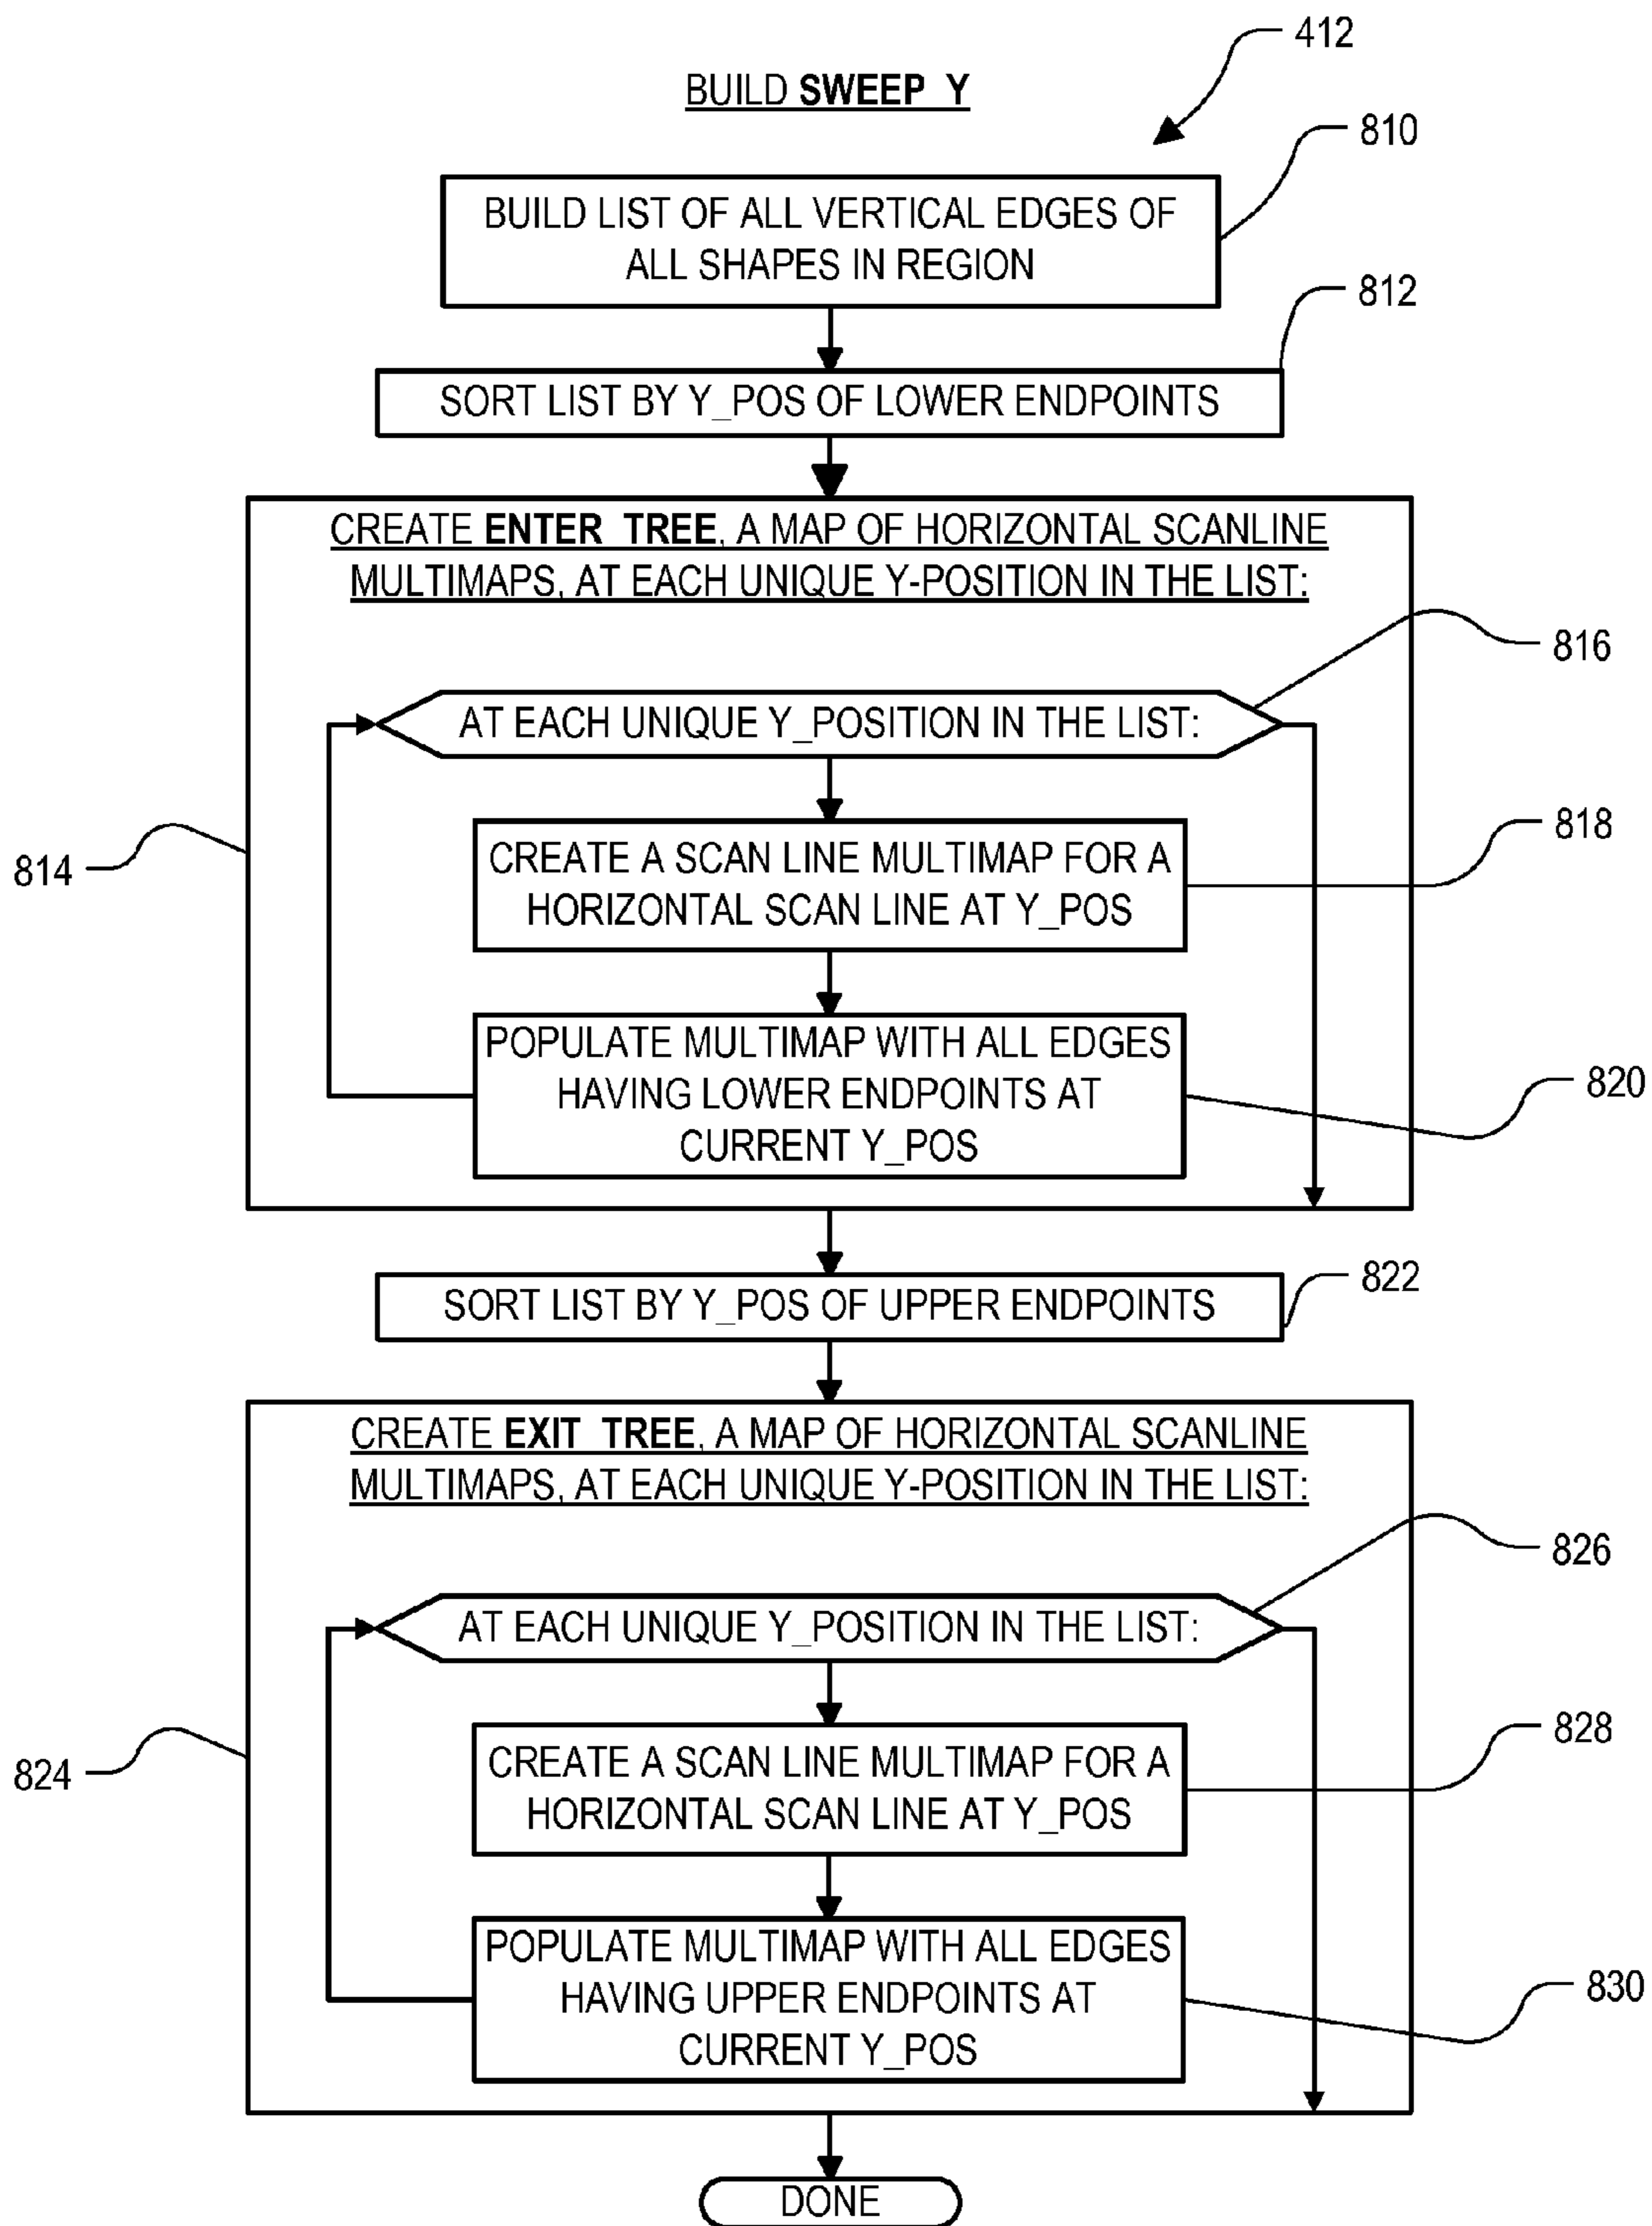 412
BUILD SWEEP_Y
810
BUILD LIST OF ALL VERTICAL EDGES OF
ALL SHAPES IN REGION
812
SORT LIST BY Y_POS OF LOWER ENDPOINTS
CREATE ENTER_TREE, A MAP OF HORIZONTAL SCANLINE
MULTIMAPS, AT EACH UNIQUE Y-POSITION IN THE LIST:
816
AT EACH UNIQUE Y_POSITION IN THE LIST:
818
CREATE A SCAN LINE MULTIMAP FOR A
HORIZONTAL SCAN LINE AT Y_POS
814
POPULATE MULTIMAP WITH ALL EDGES
HAVING LOWER ENDPOINTS AT
CURRENT Y_POS
820
822
SORT LIST BY Y_POS OF UPPER ENDPOINTS
CREATE EXIT_TREE, A MAP OF HORIZONTAL SCANLINE
MULTIMAPS, AT EACH UNIQUE Y-POSITION IN THE LIST:
826
AT EACH UNIQUE Y_POSITION IN THE LIST:
828
CREATE A SCAN LINE MULTIMAP FOR A
HORIZONTAL SCAN LINE AT Y_POS
824
POPULATE MULTIMAP WITH ALL EDGES
HAVING UPPER ENDPOINTS AT
CURRENT Y_POS
830
DONE